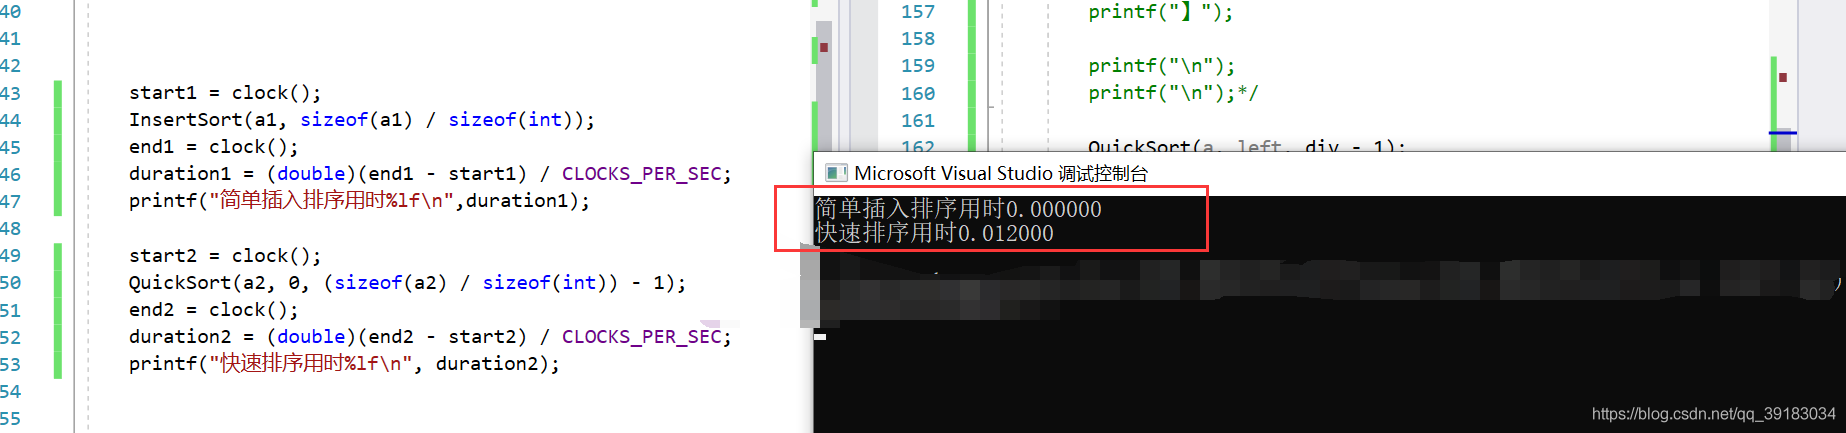 40
41
42
43 start1 = clock();
44 InsertSort(a1, sizeof(a1) / sizeof(int));
45 end1 = clock();
46 duration1 = (double)(end1 - start1) / CLOCKS_PER_SEC;
47 printf("简单插入排序用时%lf\n",duration1);
48
49 start2 = clock();
50 QuickSort(a2, 0, (sizeof(a2) / sizeof(int)) - 1);
51 end2 = clock();
52 duration2 = (double)(end2 - start2) / CLOCKS_PER_SEC;
53 printf("快速排序用时%lf\n", duration2);
54
55
157 printf("】");
158
159 printf("\n");
160 printf("\n");*/
161
162 QuickSort(a, left, div - 1);
Microsoft Visual Studio 调试控制台
简单插入排序用时0.000000
快速排序用时0.012000
https://blog.csdn.net/qq_39183034